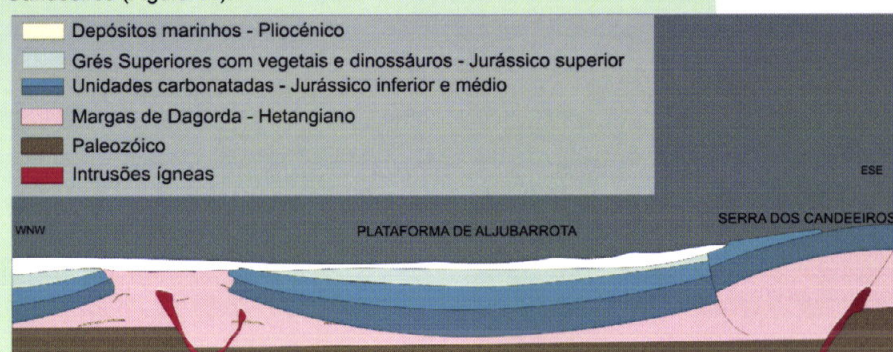 Depósitos marinhos - Pliocénico
Grés Superiores com vegetais e dinossáuros - Jurássico superior
Unidades carbonatadas - Jurássico inferior e médio
Margas de Dagorda - Hetangiano
Paleozóico
Intrusões ígneas
ESE
WNW
PLATAFORMA DE ALJUBARROTA
SERRA DOS CANDEEIROS